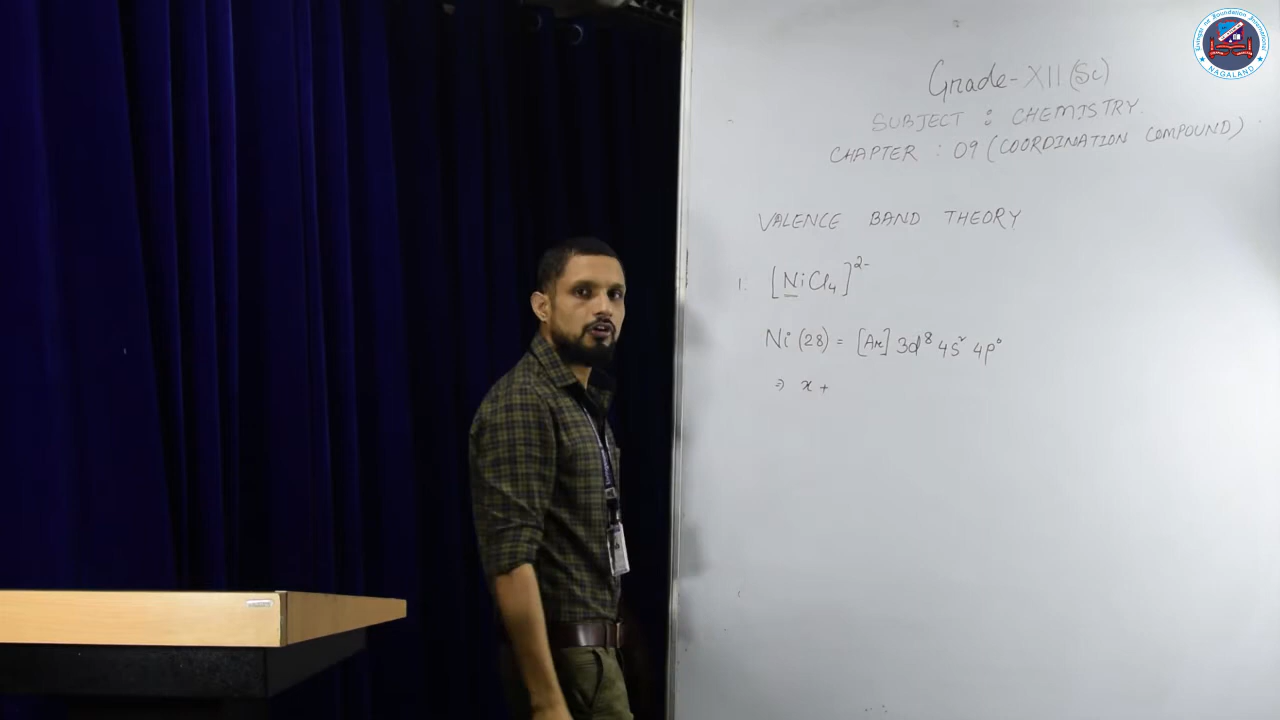 Grade-XII (Sc)
SUBJECT : CHEMISTRY.
CHAPTER : 09 (COORDINATION COMPOUND)
VALENCE BAND THEORY
1. [NiCl₄]²⁻
Ni (28) = [Ar] 3d⁸ 4s² 4p⁰
⇒ x +
NAGALAND